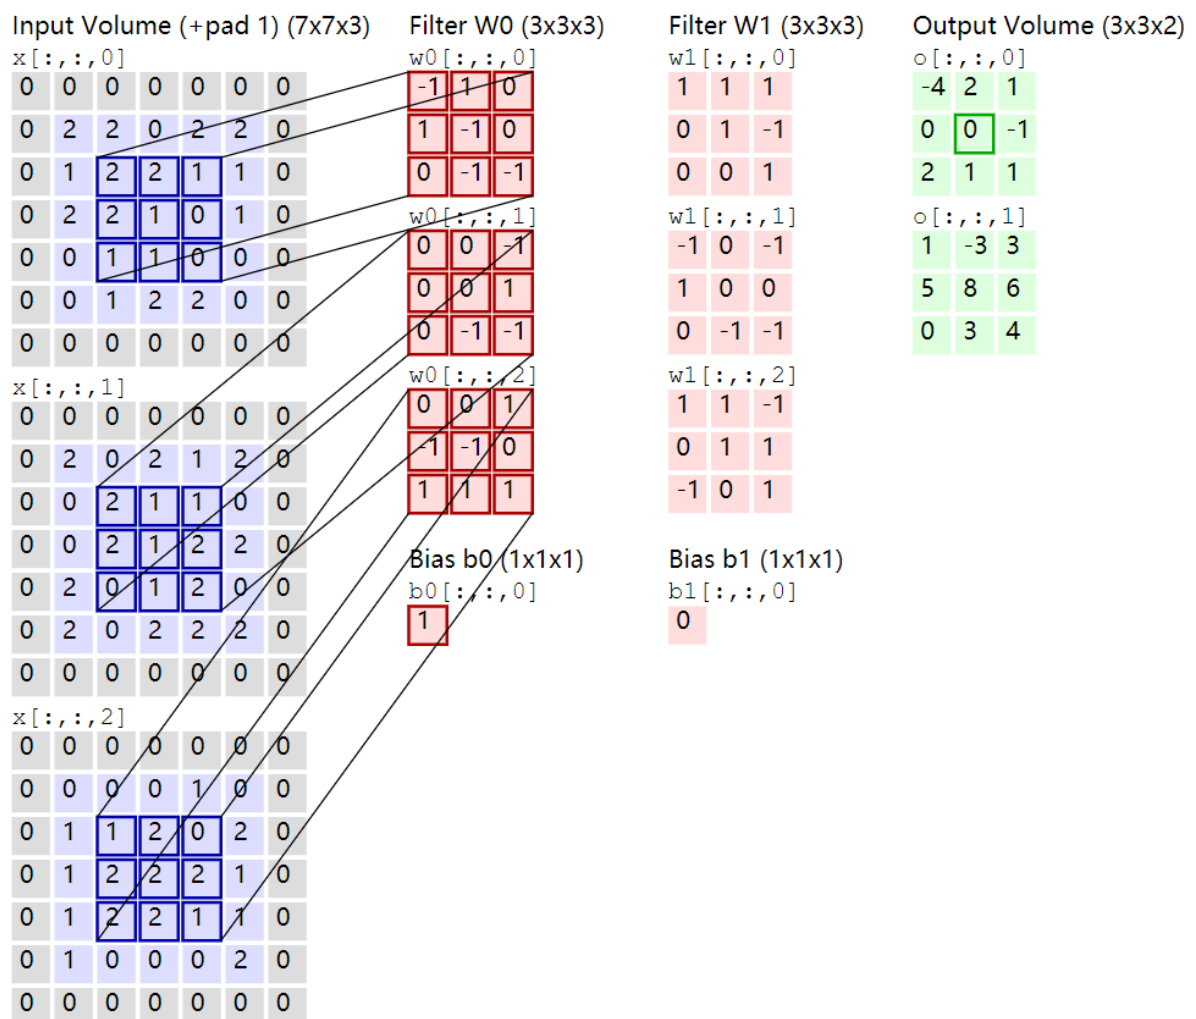 Input Volume (+pad 1) (7x7x3)
x[:,:,0]
0 0 0 0 0 0 0
0 2 2 0 2 2 0
0 1 2 2 1 1 0
0 2 2 1 0 1 0
0 0 1 1 0 0 0
0 0 1 2 2 0 0
0 0 0 0 0 0 0
x[:,:,1]
0 0 0 0 0 0 0
0 2 0 2 1 2 0
0 0 2 1 1 0 0
0 0 2 1 2 2 0
0 2 0 1 2 0 0
0 2 0 2 2 2 0
0 0 0 0 0 0 0
x[:,:,2]
0 0 0 0 0 0 0
0 0 0 0 1 0 0
0 1 1 2 0 2 0
0 1 2 2 2 1 0
0 1 2 2 1 1 0
0 1 0 0 0 2 0
0 0 0 0 0 0 0
Filter W0 (3x3x3)
w0[:,:,0]
-1 1 0
1 -1 0
0 -1 -1
w0[:,:,1]
0 0 -1
0 0 1
0 -1 -1
w0[:,:,2]
0 0 1
-1 -1 0
1 1 1
Bias b0 (1x1x1)
b0[:,:,0]
1
Filter W1 (3x3x3)
w1[:,:,0]
1 1 1
0 1 -1
0 0 1
w1[:,:,1]
-1 0 -1
1 0 0
0 -1 -1
w1[:,:,2]
1 1 -1
0 1 1
-1 0 1
Bias b1 (1x1x1)
b1[:,:,0]
0
Output Volume (3x3x2)
o[:,:,0]
-4 2 1
0 0 -1
2 1 1
o[:,:,1]
1 -3 3
5 8 6
0 3 4